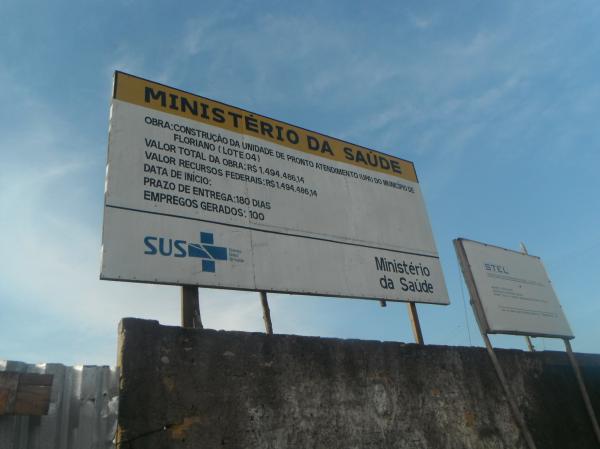 MINISTÉRIO DA SAÚDE
OBRA:CONSTRUÇÃO DA UNIDADE DE PRONTO ATENDIMENTO (UPA) DO MUNICÍPIO DE
FLORIANO (LOTE.04)
VALOR TOTAL DA OBRA:R$ 1.494.486,14
VALOR RECURSOS FEDERAIS:R$ 1.494.486,14
DATA DE INÍCIO:
PRAZO DE ENTREGA:180 DIAS
EMPREGOS GERADOS: 100
SUS
Ministério
da Saúde
STEL